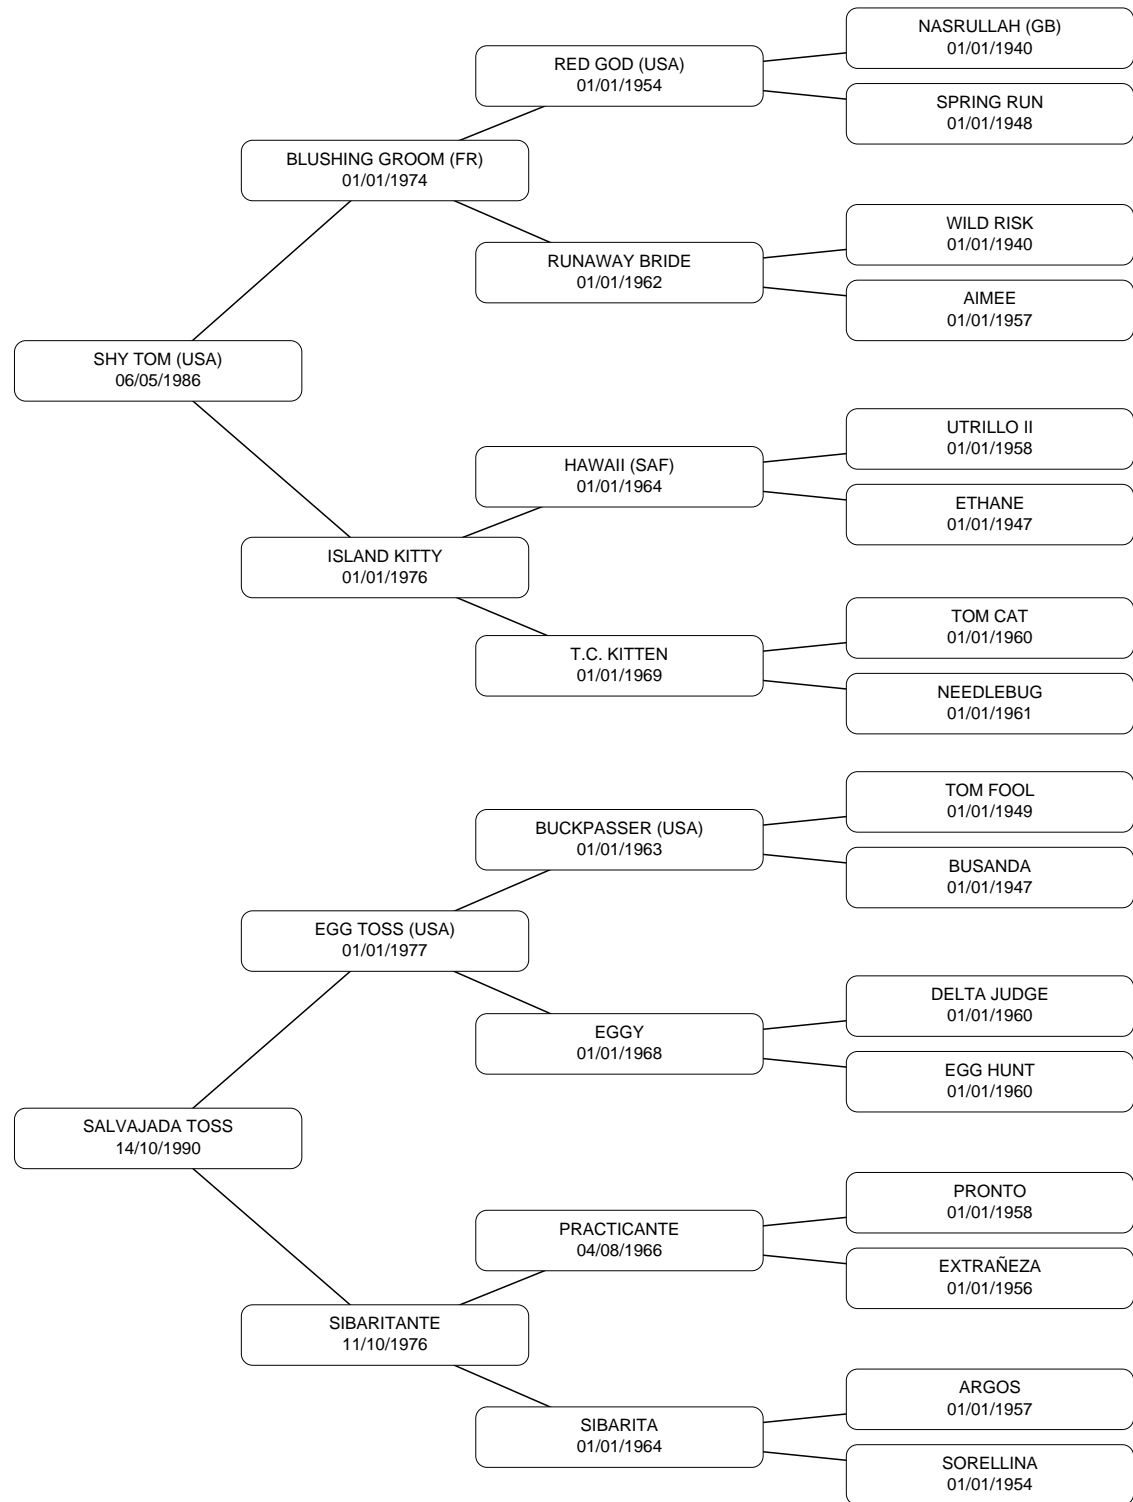 NASRULLAH (GB)
01/01/1940
RED GOD (USA)
01/01/1954
SPRING RUN
01/01/1948
BLUSHING GROOM (FR)
01/01/1974
WILD RISK
01/01/1940
RUNAWAY BRIDE
01/01/1962
AIMEE
01/01/1957
SHY TOM (USA)
06/05/1986
UTRILLO II
01/01/1958
HAWAII (SAF)
01/01/1964
ETHANE
01/01/1947
ISLAND KITTY
01/01/1976
TOM CAT
01/01/1960
T.C. KITTEN
01/01/1969
NEEDLEBUG
01/01/1961
TOM FOOL
01/01/1949
BUCKPASSER (USA)
01/01/1963
BUSANDA
01/01/1947
EGG TOSS (USA)
01/01/1977
DELTA JUDGE
01/01/1960
EGGY
01/01/1968
EGG HUNT
01/01/1960
SALVAJADA TOSS
14/10/1990
PRONTO
01/01/1958
PRACTICANTE
04/08/1966
EXTRAÑEZA
01/01/1956
SIBARITANTE
11/10/1976
ARGOS
01/01/1957
SIBARITA
01/01/1964
SORELLINA
01/01/1954